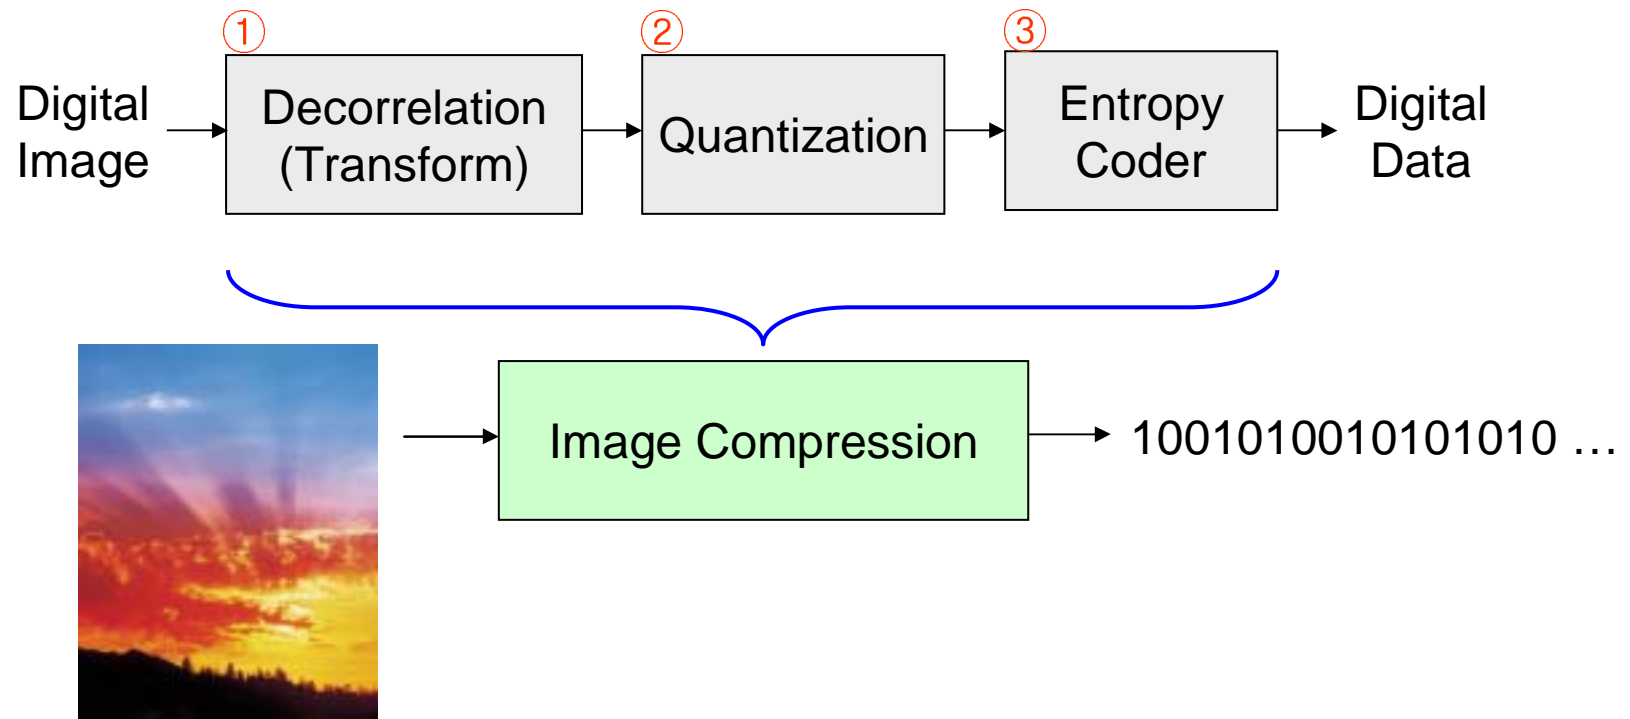 ①
②
③
Digital
Image
Decorrelation
(Transform)
Quantization
Entropy
Coder
Digital
Data
Image Compression
1001010010101010 …